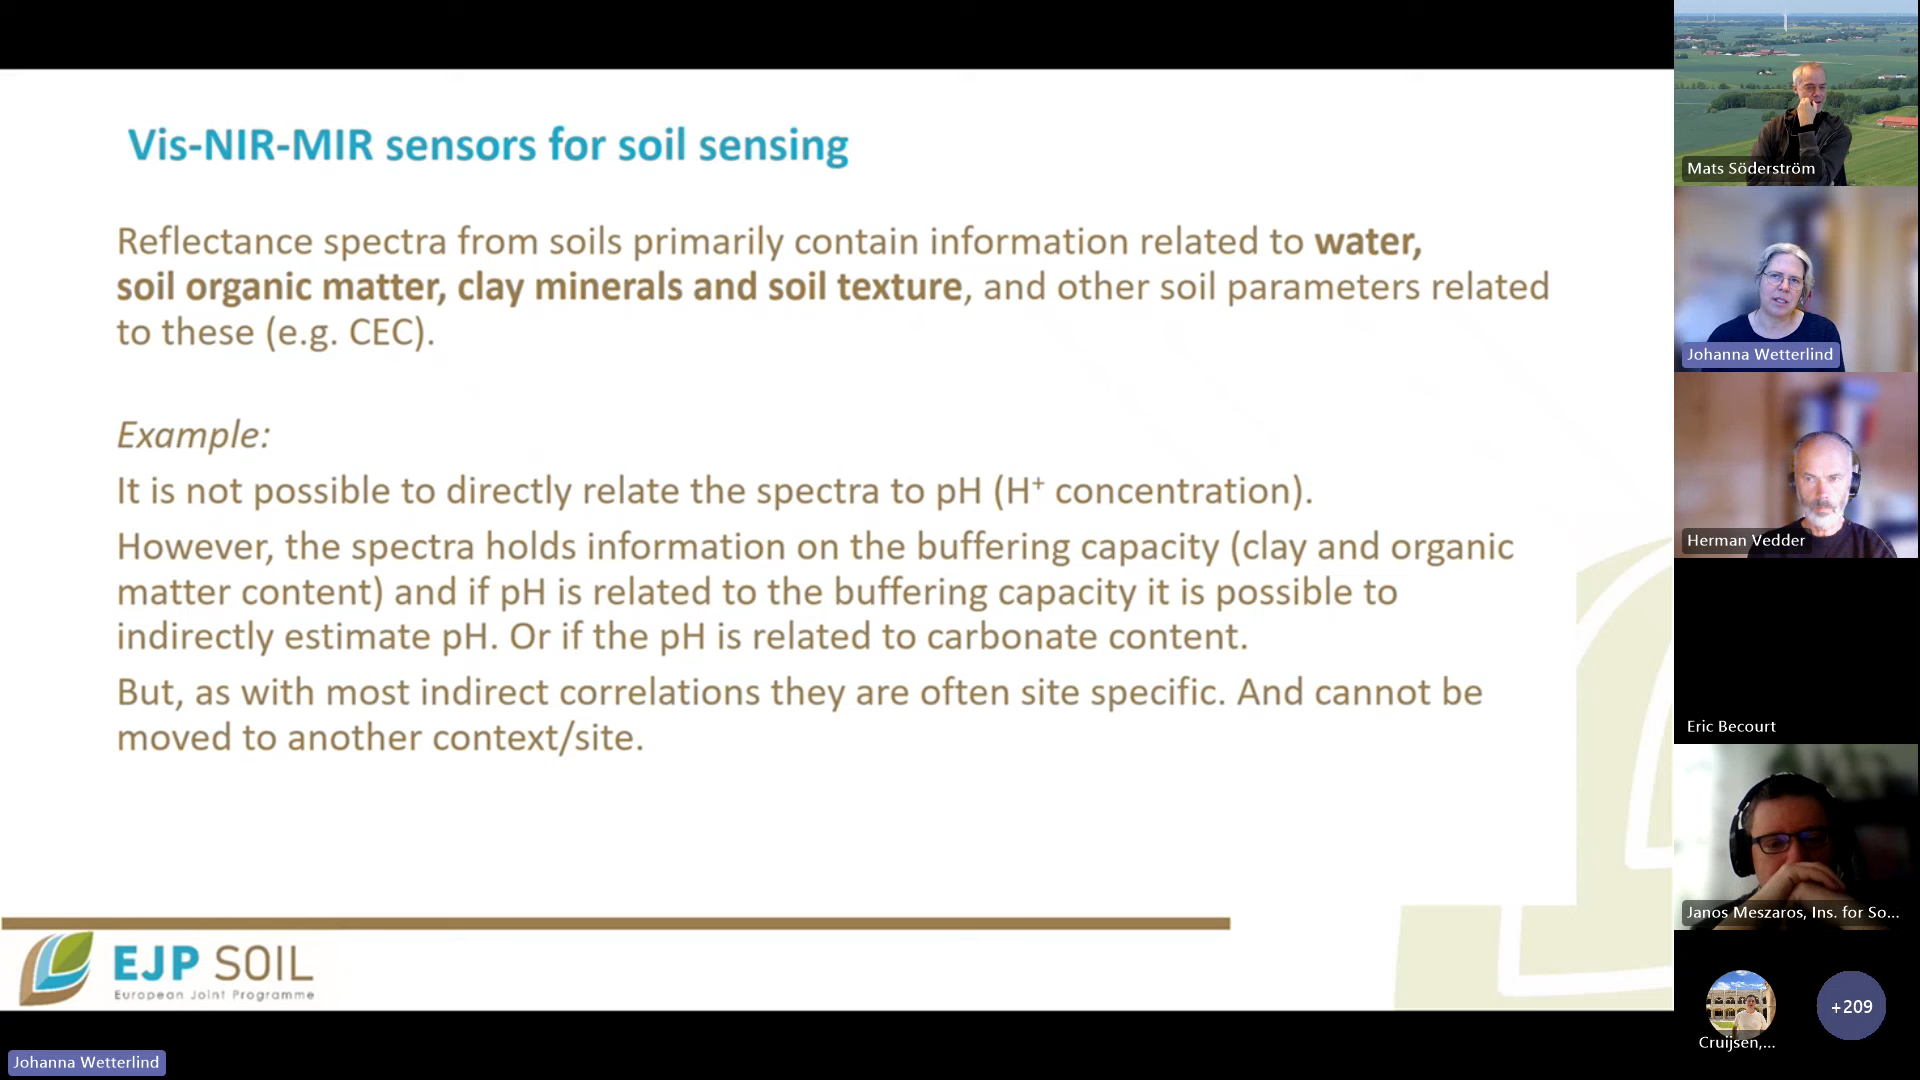 Vis-NIR-MIR sensors for soil sensing
Reflectance spectra from soils primarily contain information related to water,
soil organic matter, clay minerals and soil texture, and other soil parameters related
to these (e.g. CEC).
Example:
It is not possible to directly relate the spectra to pH (H⁺ concentration).
However, the spectra holds information on the buffering capacity (clay and organic
matter content) and if pH is related to the buffering capacity it is possible to
indirectly estimate pH. Or if the pH is related to carbonate content.
But, as with most indirect correlations they are often site specific. And cannot be
moved to another context/site.
EJP SOIL
European Joint Programme
Johanna Wetterlind
Mats Söderström
Johanna Wetterlind
Herman Vedder
Eric Becourt
Janos Meszaros, Ins. for So...
Cruijsen,...
+209